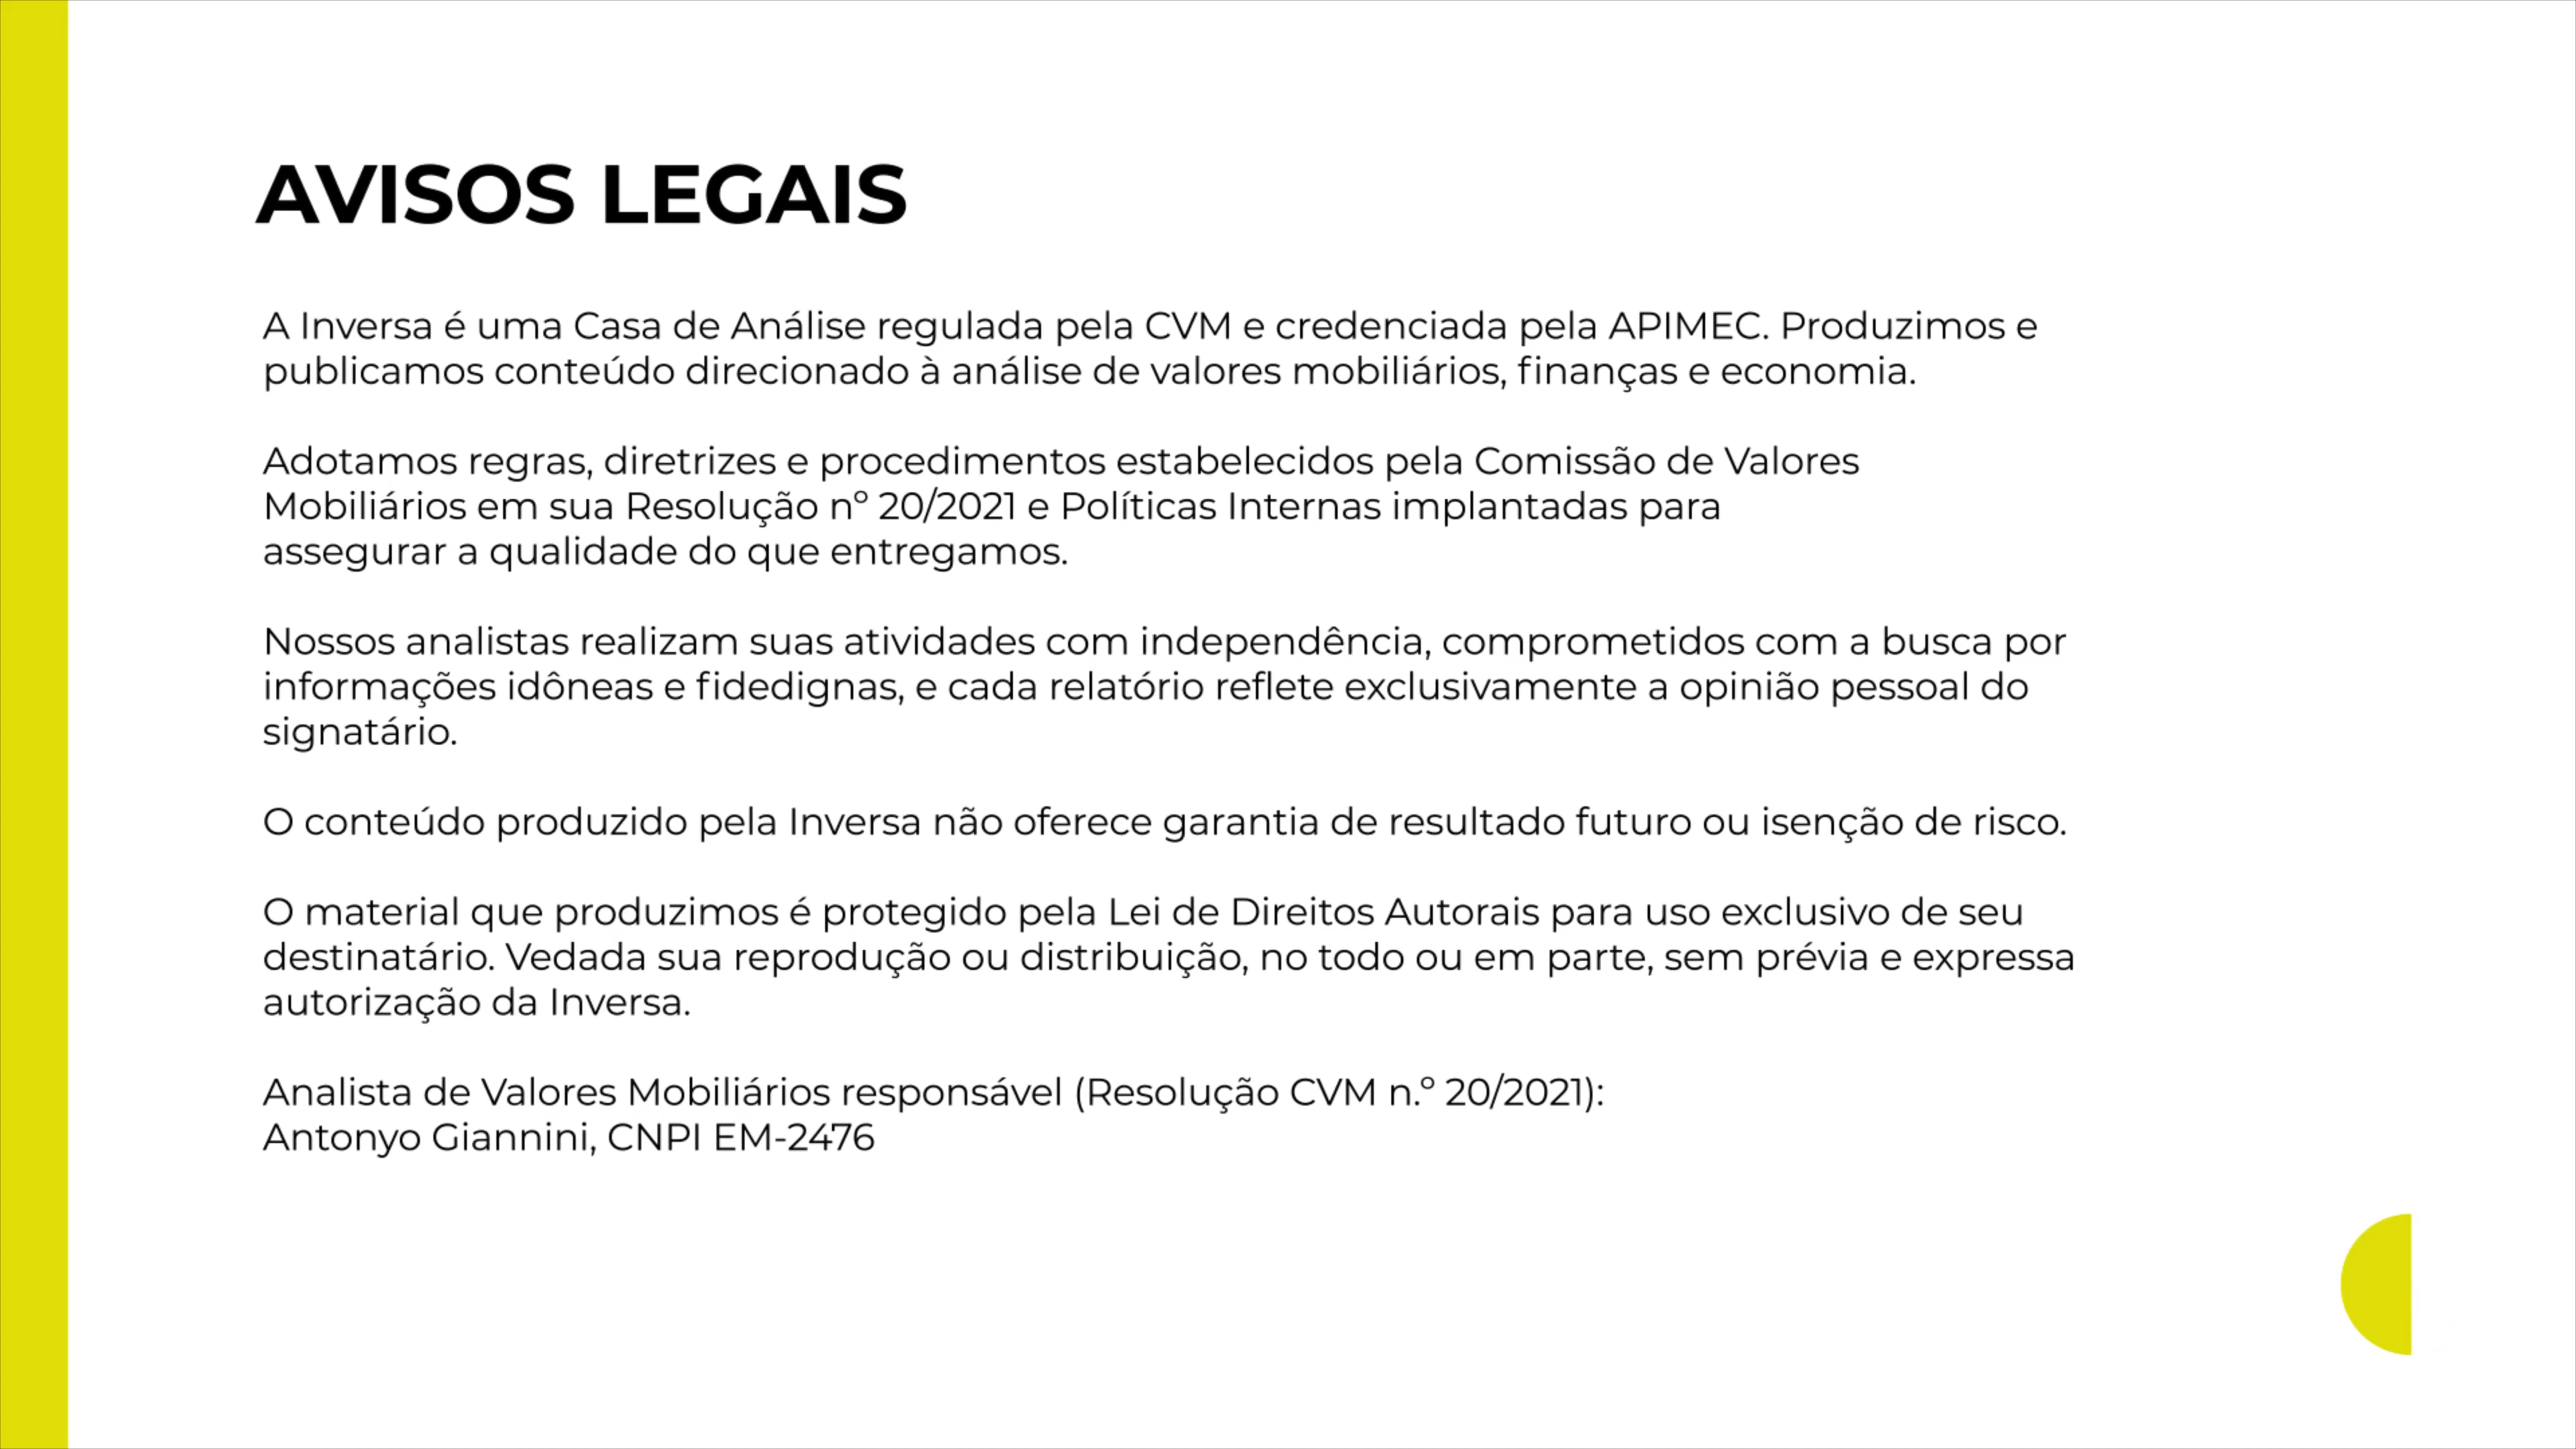 AVISOS LEGAIS
A Inversa é uma Casa de Análise regulada pela CVM e credenciada pela APIMEC. Produzimos e
publicamos conteúdo direcionado à análise de valores mobiliários, finanças e economia.
Adotamos regras, diretrizes e procedimentos estabelecidos pela Comissão de Valores
Mobiliários em sua Resolução nº 20/2021 e Políticas Internas implantadas para
assegurar a qualidade do que entregamos.
Nossos analistas realizam suas atividades com independência, comprometidos com a busca por
informações idôneas e fidedignas, e cada relatório reflete exclusivamente a opinião pessoal do
signatário.
O conteúdo produzido pela Inversa não oferece garantia de resultado futuro ou isenção de risco.
O material que produzimos é protegido pela Lei de Direitos Autorais para uso exclusivo de seu
destinatário. Vedada sua reprodução ou distribuição, no todo ou em parte, sem prévia e expressa
autorização da Inversa.
Analista de Valores Mobiliários responsável (Resolução CVM n.º 20/2021):
Antonyo Giannini, CNPI EM-2476